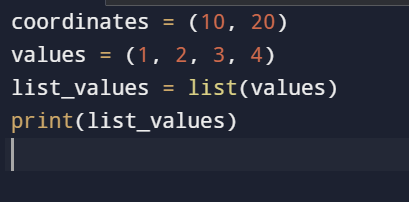 coordinates = (10, 20)
values = (1, 2, 3, 4)
list_values = list(values)
print(list_values)